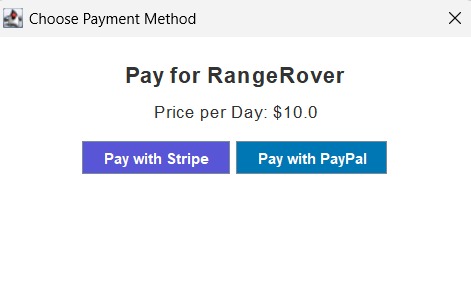 Choose Payment Method
Pay for RangeRover
Price per Day: $10.0
Pay with Stripe Pay with PayPal